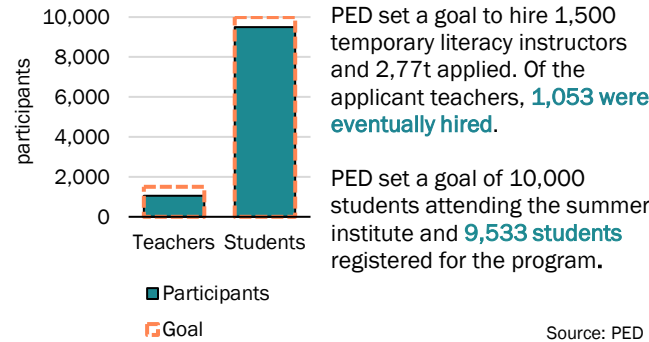 10,000
8,000
6,000
4,000
2,000
0
participants
Teachers Students
Participants
Goal
PED set a goal to hire 1,500
temporary literacy instructors
and 2,77t applied. Of the
applicant teachers, 1,053 were
eventually hired.
PED set a goal of 10,000
students attending the summer
institute and 9,533 students
registered for the program.
Source: PED